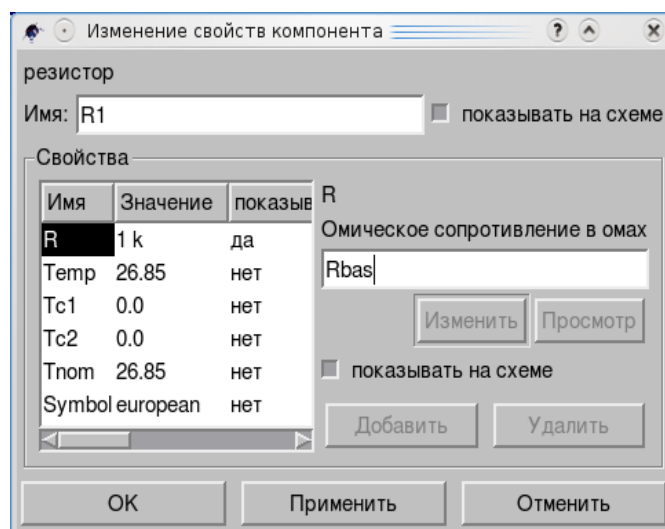 Изменение свойств компонента
резистор
Имя: R1 показывать на схеме
Свойства
Имя Значение показыв
R 1 k да
Temp 26.85 нет
Tc1 0.0 нет
Tc2 0.0 нет
Tnom 26.85 нет
Symbol european нет
R
Омическое сопротивление в омах
Rbas
Изменить Просмотр
показывать на схеме
Добавить Удалить
OK Применить Отменить